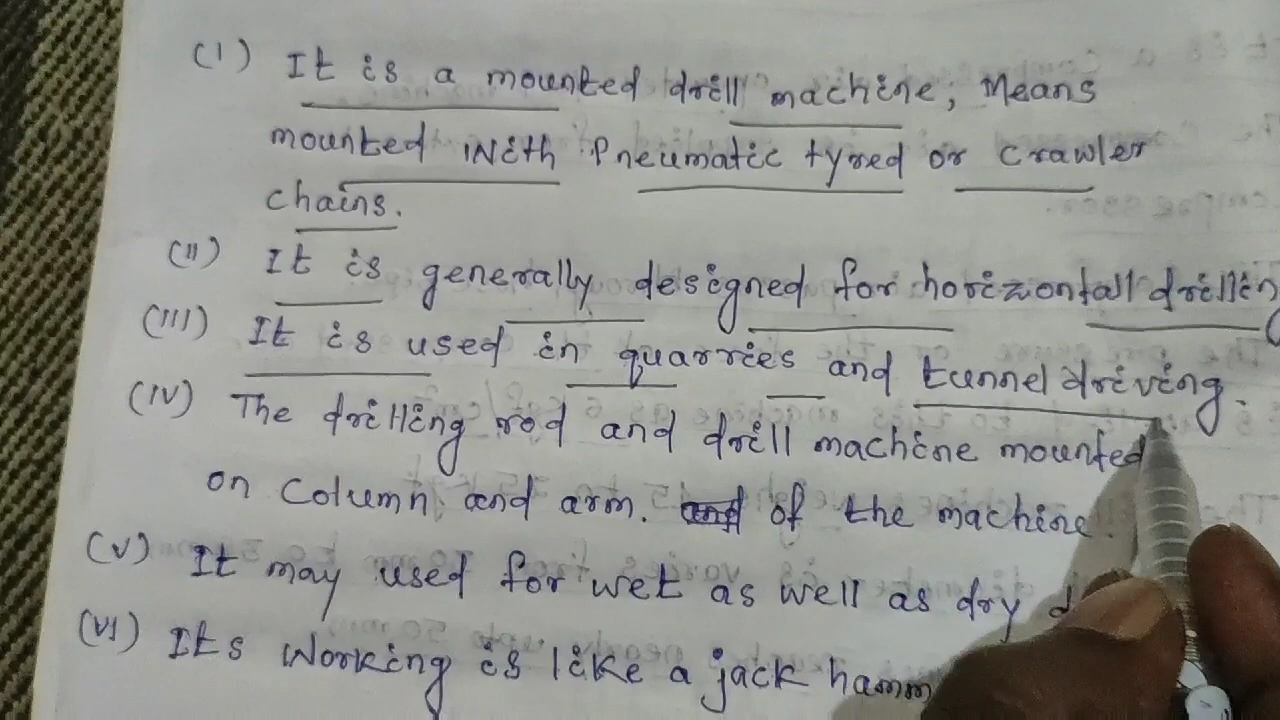 (I) It is a mounted drill machine, Means
mounted with Pneumatic tyred or crawler
chains.
(II) It is generally designed for horizontall drilling
(III) It is used in quarries and tunnel driving.
(IV) The drilling rod and drill machine mounted
on column and arm. of the machine.
(V) It may used for wet as well as dry
(VI) Its working is like a jack